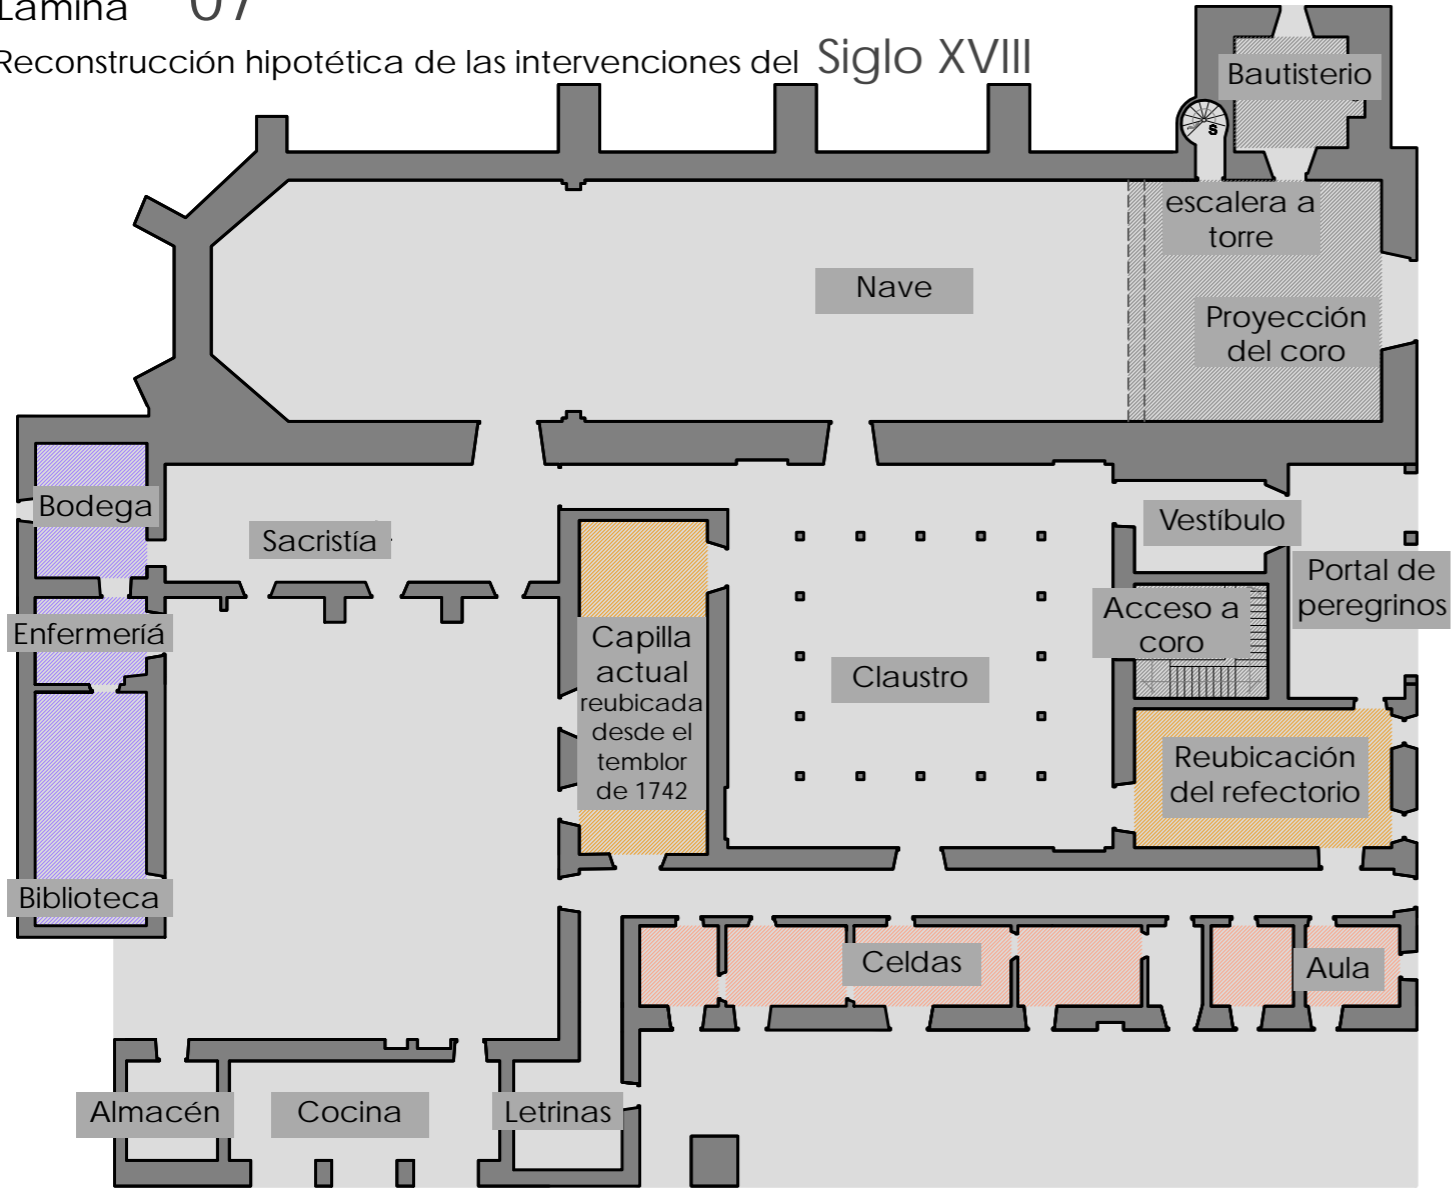 Lámina 07
Reconstrucción hipotética de las intervenciones del Siglo XVIII
Bautisterio
S
escalera a
torre
Nave
Proyección
del coro
Bodega
Sacristía
Vestíbulo
Portal de
peregrinos
Enfermeríá
Capilla
actual
reubicada
desde el
temblor
de 1742
Acceso a
coro
Claustro
Reubicación
del refectorio
Biblioteca
Celdas
Aula
Almacén
Cocina
Letrinas